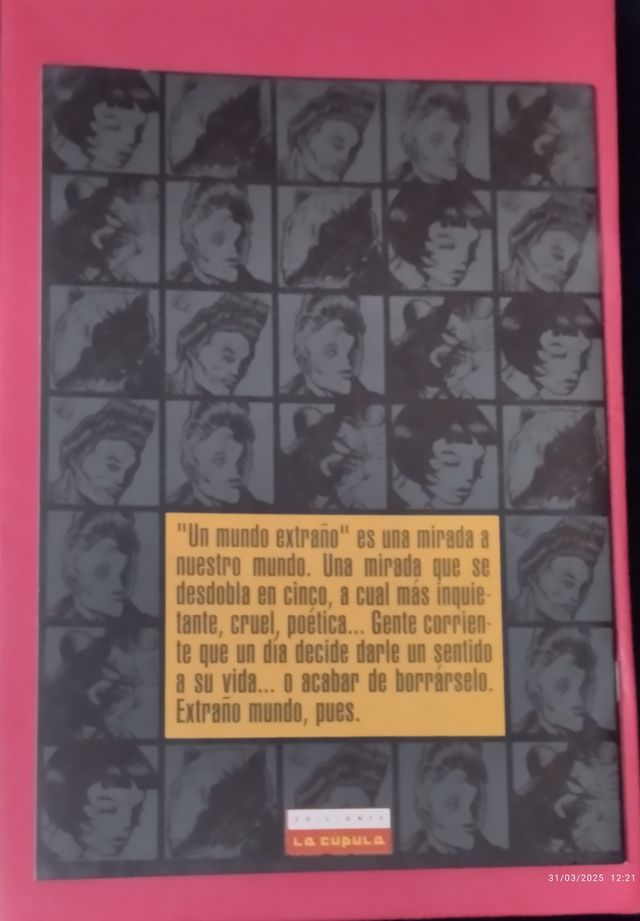 "Un mundo extraño" es una mirada a
nuestro mundo. Una mirada que se
desdobla en cinco, a cual más inquie-
tante, cruel, poética... Gente corrien-
te que un día decide darle un sentido
a su vida... o acabar de borrárselo.
Extraño mundo, pues.
EDICIONES
LA CUPULA
31/03/2025 12:21